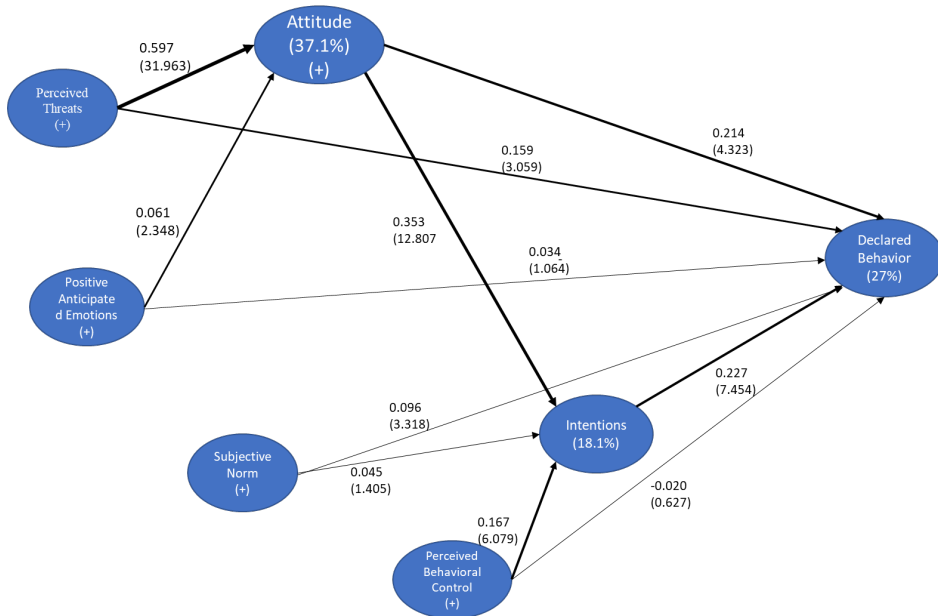 Attitude
(37.1%)
(+)
0.597
(31.963)
Perceived
Threats
(+)
0.214
(4.323)
0.159
(3.059)
0.061
(2.348)
0.353
(12.807
0.034
-
(1.064)
Declared
Behavior
(27%)
Positive
Anticipate
d Emotions
(+)
0.227
(7.454)
0.096
(3.318)
Intentions
(18.1%)
Subjective
Norm
(+)
0.045
(1.405)
-0.020
(0.627)
0.167
(6.079)
Perceived
Behavioral
Control
(+)